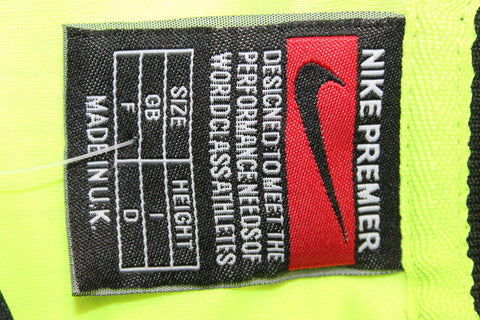 NIKE PREMIER
DESIGNED TO MEET THE
PERFORMANCE NEEDS OF
WORLD CLASS ATHLETES
SIZE HEIGHT
GB I
F D
MADE IN U.K.